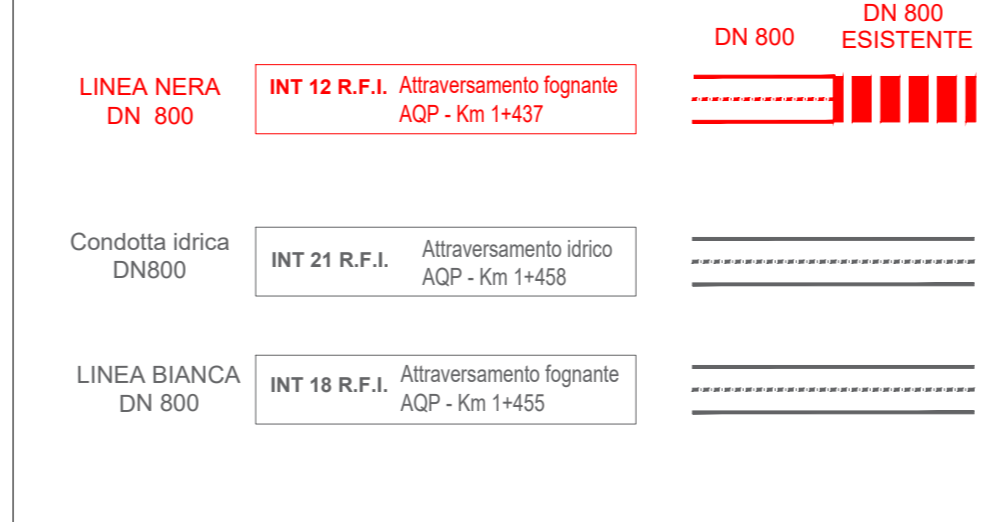 DN 800
DN 800
ESISTENTE
LINEA NERA
DN 800
INT 12 R.F.I. Attraversamento fognante
AQP - Km 1+437
Condotta idrica
DN800
INT 21 R.F.I. Attraversamento idrico
AQP - Km 1+458
LINEA BIANCA
DN 800
INT 18 R.F.I. Attraversamento fognante
AQP - Km 1+455